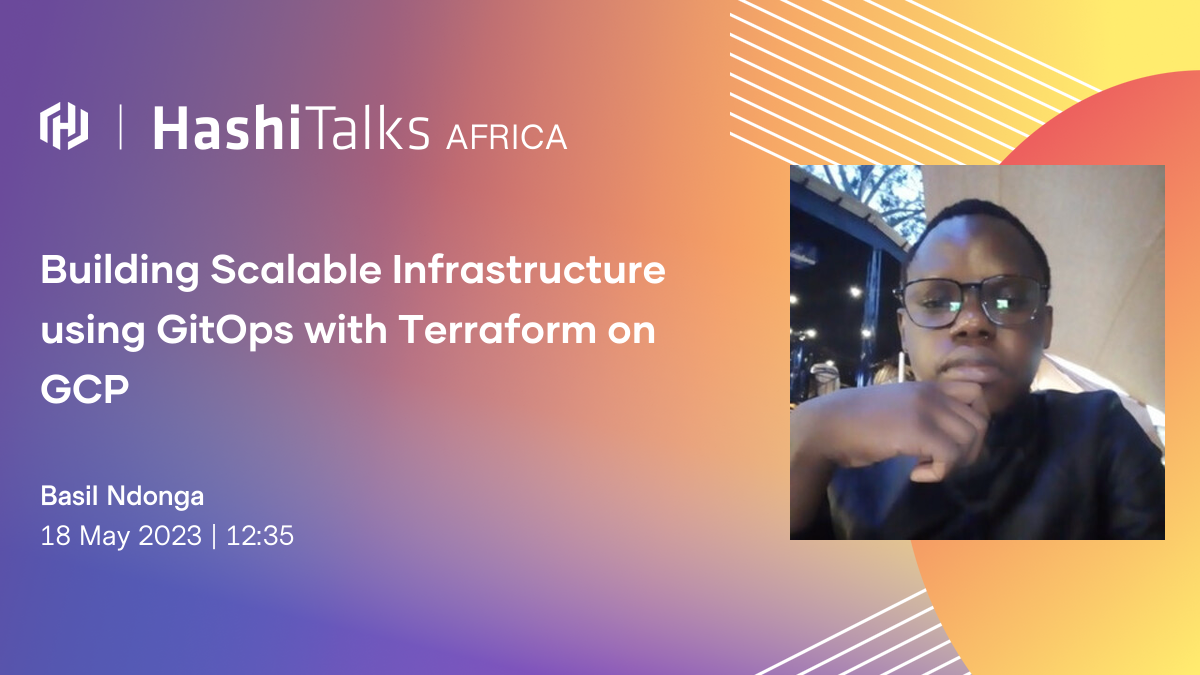 HashiTalks AFRICA
Building Scalable Infrastructure
using GitOps with Terraform on
GCP
Basil Ndonga
18 May 2023 | 12:35